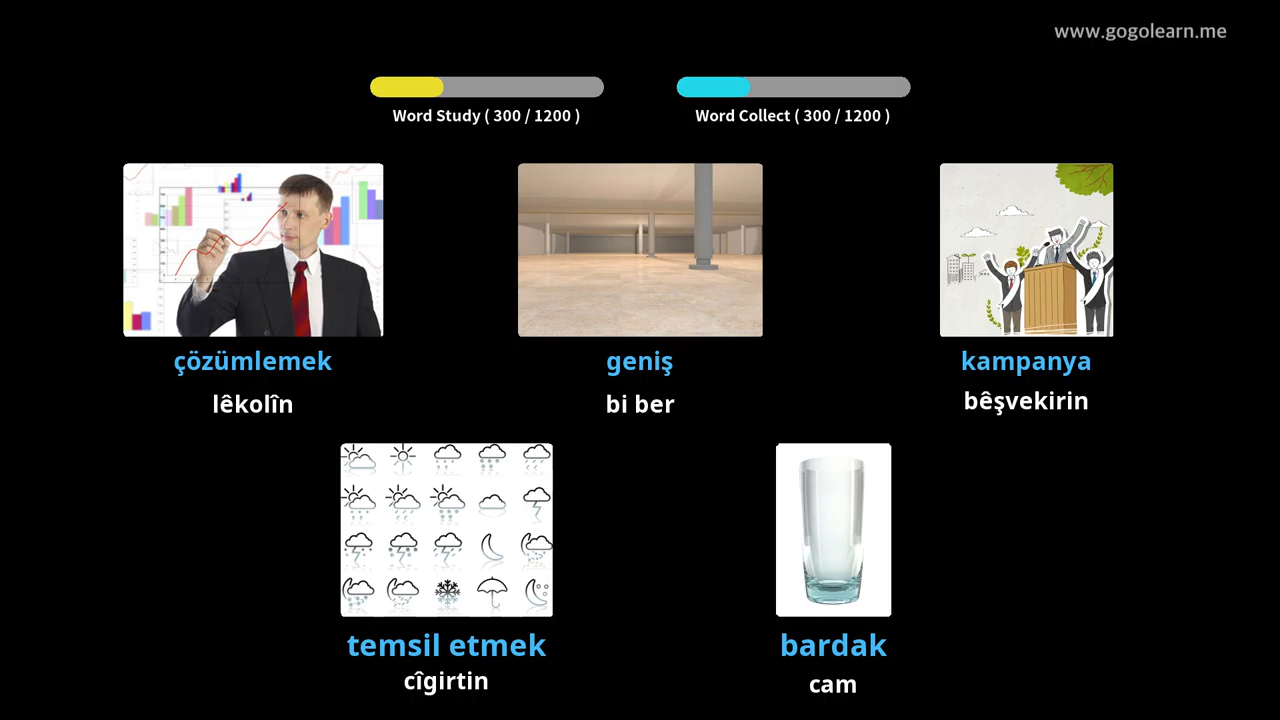 www.gogolearn.me
Word Study ( 300 / 1200 )
Word Collect ( 300 / 1200 )
çözümlemek
lêkolîn
geniş
bi ber
kampanya
bêşvekirin
temsil etmek
cîgirtin
bardak
cam